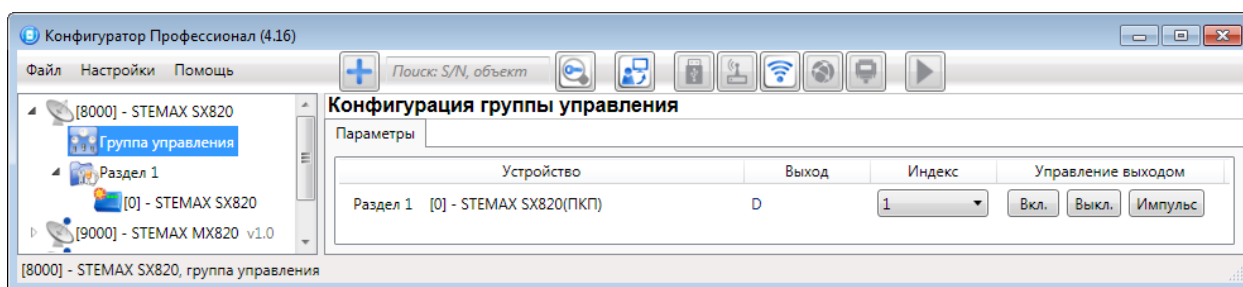 Конфигуратор Профессионал (4.16)
Файл Настройки Помощь
Поиск: S/N, объект
[8000] - STEMAX SX820
Группа управления
Раздел 1
[0] - STEMAX SX820
[9000] - STEMAX MX820 v1.0
Конфигурация группы управления
Параметры
Устройство Выход Индекс Управление выходом
Раздел 1 [0] - STEMAX SX820(ПКП) D 1 Вкл. Выкл. Импульс
[8000] - STEMAX SX820, группа управления